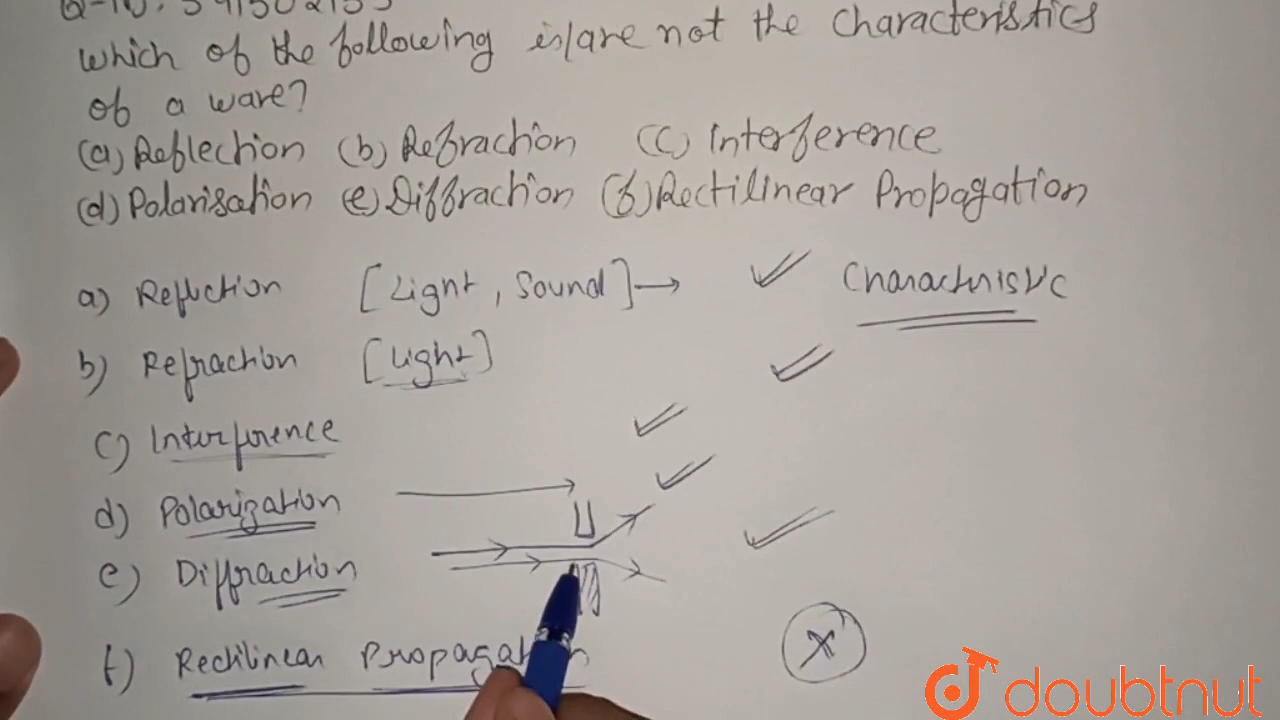 which of the following is/are not the characteristics
of a wave?
(a) Reflection (b) Refraction (c) Interference
(d) Polarisation (e) Diffraction (f) Rectilinear Propagation
a) Reflection [Light, Sound] → ✓ Characteristic
b) Refraction [Light] ✓
c) Interference ✓
d) Polarization ✓
e) Diffraction ✓
f) Rectilinear Propagation X
doubtnut